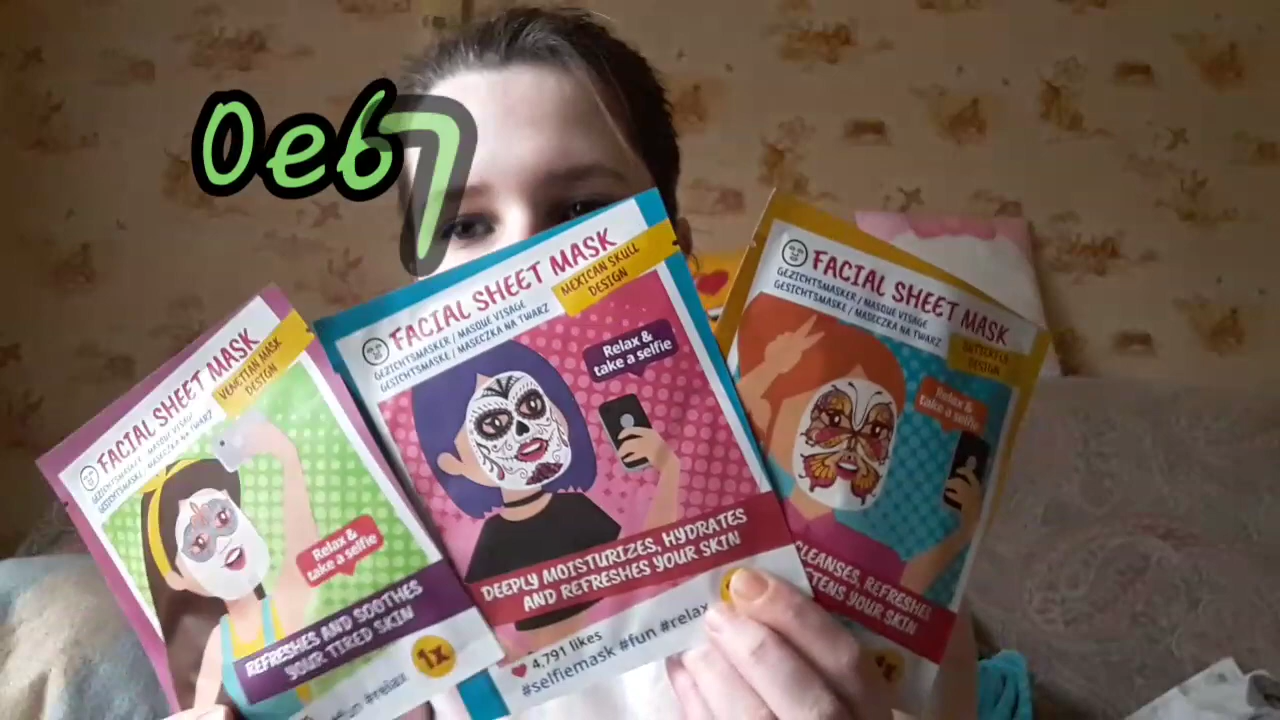 0eb7
FACIAL SHEET MASK
VENETIAN MASK
DESIGN
GEZICHTSMASKER / MASQUE VISAGE
GESICHTSMASKE / MASECZKA NA TWARZ
Relax &
take a selfie
REFRESHES AND SOOTHES
YOUR TIRED SKIN
1x
#fun #relax
FACIAL SHEET MASK
MEXICAN SKULL
DESIGN
GEZICHTSMASKER / MASQUE VISAGE
GESICHTSMASKE / MASECZKA NA TWARZ
Relax &
take a selfie
DEEPLY MOISTURIZES, HYDRATES
AND REFRESHES YOUR SKIN
4,791 likes
#selfiemask #fun #relax
FACIAL SHEET MASK
BUTTERFLY
DESIGN
GEZICHTSMASKER / MASQUE VISAGE
GESICHTSMASKE / MASECZKA NA TWARZ
Relax &
take a selfie
CLEANSES, REFRESHES
YOUR SKIN